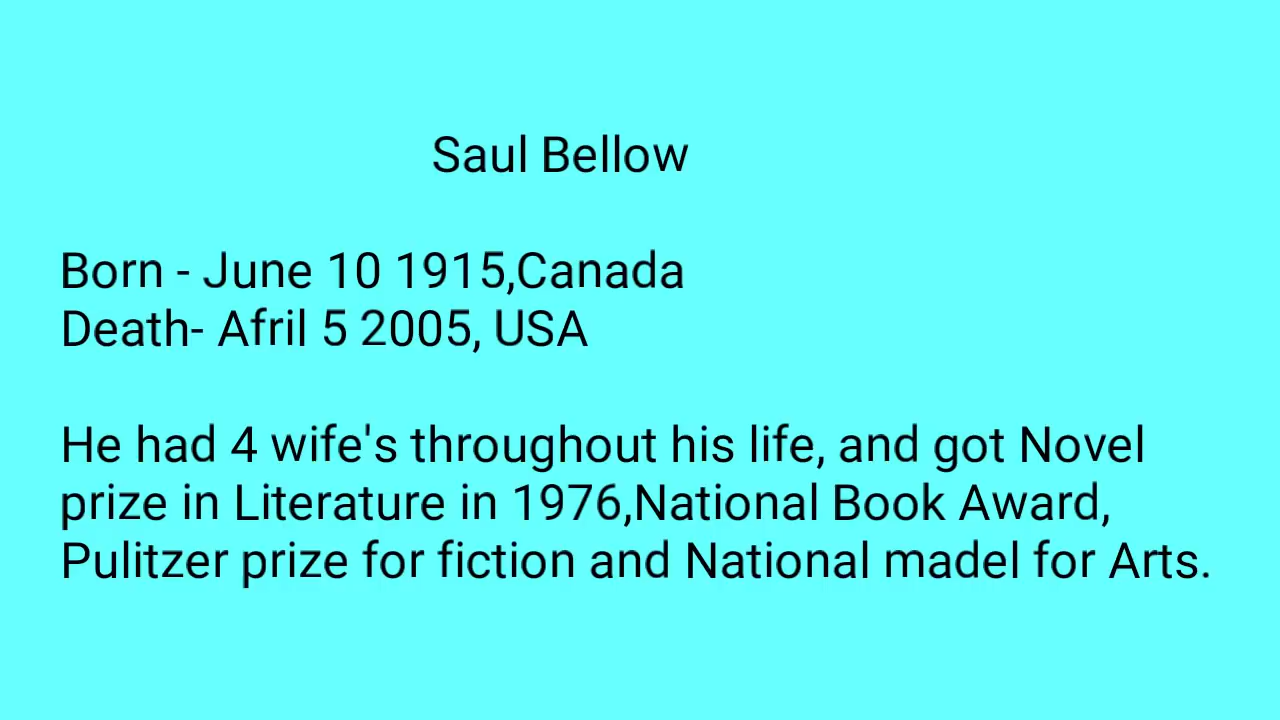 Saul Bellow
Born - June 10 1915,Canada
Death- Afril 5 2005, USA
He had 4 wife's throughout his life, and got Novel
prize in Literature in 1976,National Book Award,
Pulitzer prize for fiction and National madel for Arts.